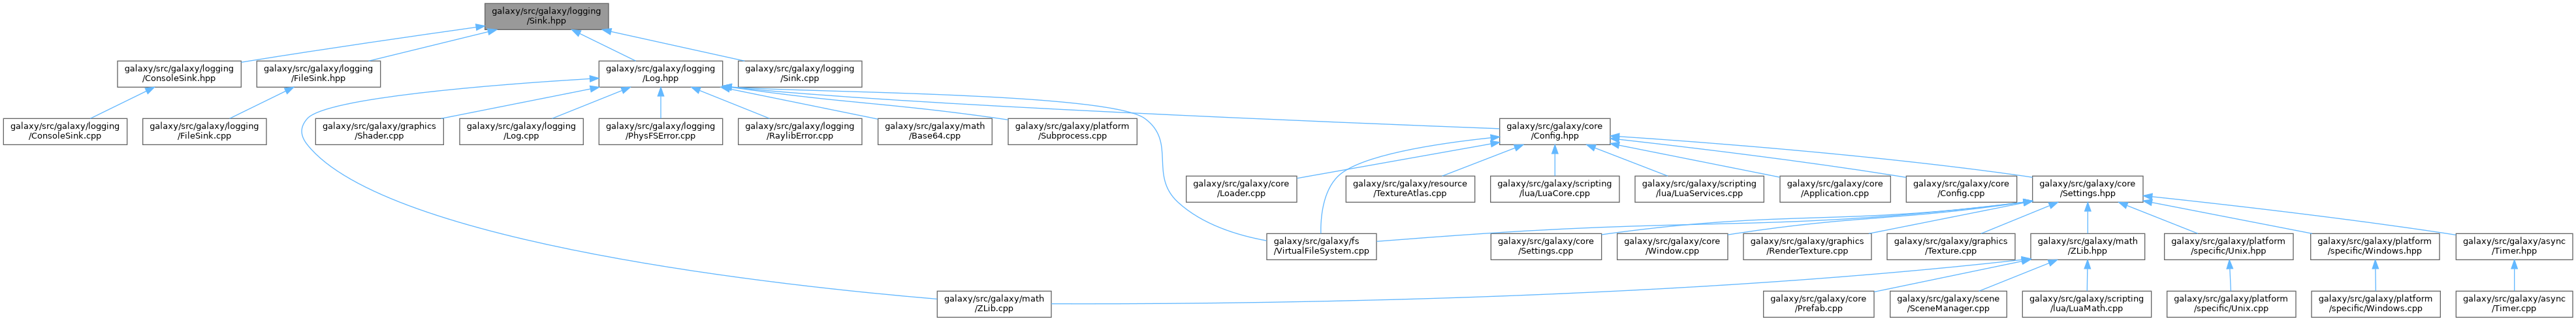 galaxy/src/galaxy/logging
/Sink.hpp
galaxy/src/galaxy/logging
/ConsoleSink.hpp
galaxy/src/galaxy/logging
/FileSink.hpp
galaxy/src/galaxy/logging
/Log.hpp
galaxy/src/galaxy/logging
/Sink.cpp
galaxy/src/galaxy/logging
/ConsoleSink.cpp
galaxy/src/galaxy/logging
/FileSink.cpp
galaxy/src/galaxy/graphics
/Shader.cpp
galaxy/src/galaxy/logging
/Log.cpp
galaxy/src/galaxy/logging
/PhysFSError.cpp
galaxy/src/galaxy/logging
/RaylibError.cpp
galaxy/src/galaxy/math
/Base64.cpp
galaxy/src/galaxy/platform
/Subprocess.cpp
galaxy/src/galaxy/core
/Config.hpp
galaxy/src/galaxy/core
/Loader.cpp
galaxy/src/galaxy/resource
/TextureAtlas.cpp
galaxy/src/galaxy/scripting
/lua/LuaCore.cpp
galaxy/src/galaxy/scripting
/lua/LuaServices.cpp
galaxy/src/galaxy/core
/Application.cpp
galaxy/src/galaxy/core
/Config.cpp
galaxy/src/galaxy/core
/Settings.hpp
galaxy/src/galaxy/fs
/VirtualFileSystem.cpp
galaxy/src/galaxy/core
/Settings.cpp
galaxy/src/galaxy/core
/Window.cpp
galaxy/src/galaxy/graphics
/RenderTexture.cpp
galaxy/src/galaxy/graphics
/Texture.cpp
galaxy/src/galaxy/math
/ZLib.hpp
galaxy/src/galaxy/platform
specific/Unix.hpp
galaxy/src/galaxy/platform
specific/Windows.hpp
galaxy/src/galaxy/async
/Timer.hpp
galaxy/src/galaxy/math
/ZLib.cpp
galaxy/src/galaxy/core
/Prefab.cpp
galaxy/src/galaxy/scene
/SceneManager.cpp
galaxy/src/galaxy/scripting
/lua/LuaMath.cpp
galaxy/src/galaxy/platform
specific/Unix.cpp
galaxy/src/galaxy/platform
specific/Windows.cpp
galaxy/src/galaxy/async
/Timer.cpp